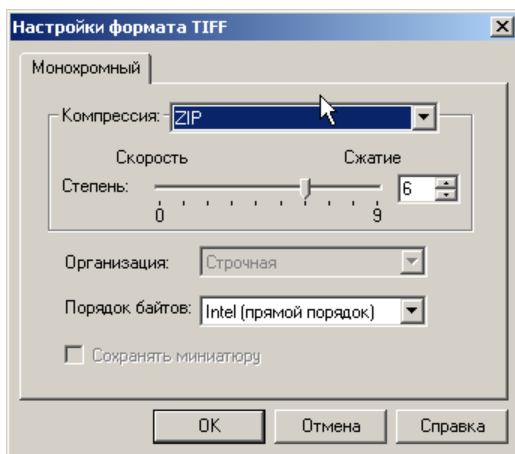 Настройки формата TIFF
Монохромный
Компрессия: ZIP
Скорость Сжатие
Степень: 6
0 9
Организация: Строчная
Порядок байтов: Intel (прямой порядок)
Сохранять миниатюру
OK Отмена Справка